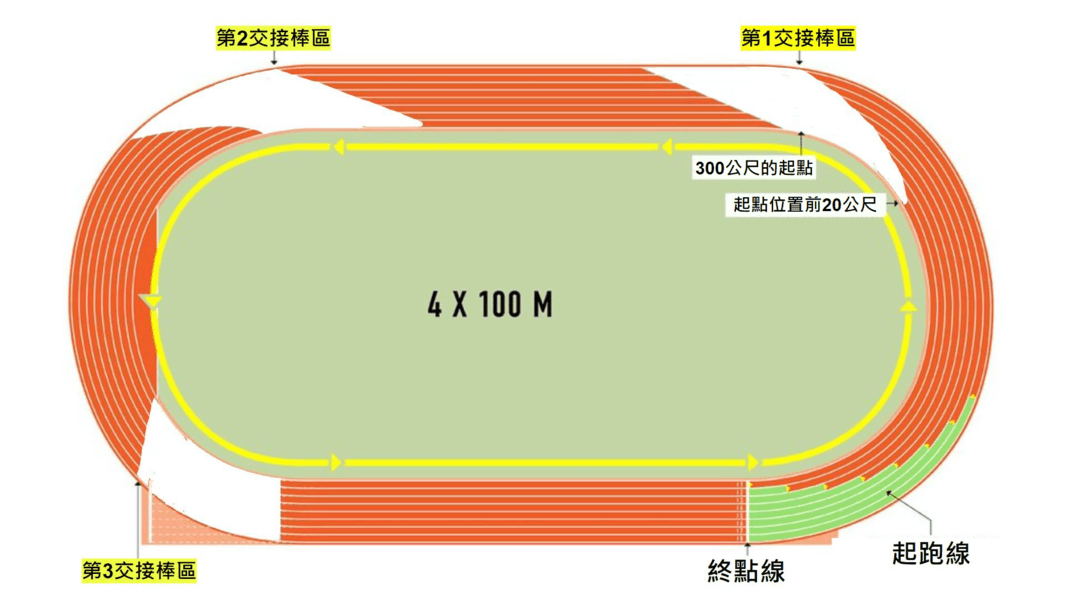 第2交接棒區
第1交接棒區
300公尺的起點
起點位置前20公尺
4 X 100 M
起跑線
終點線
第3交接棒區